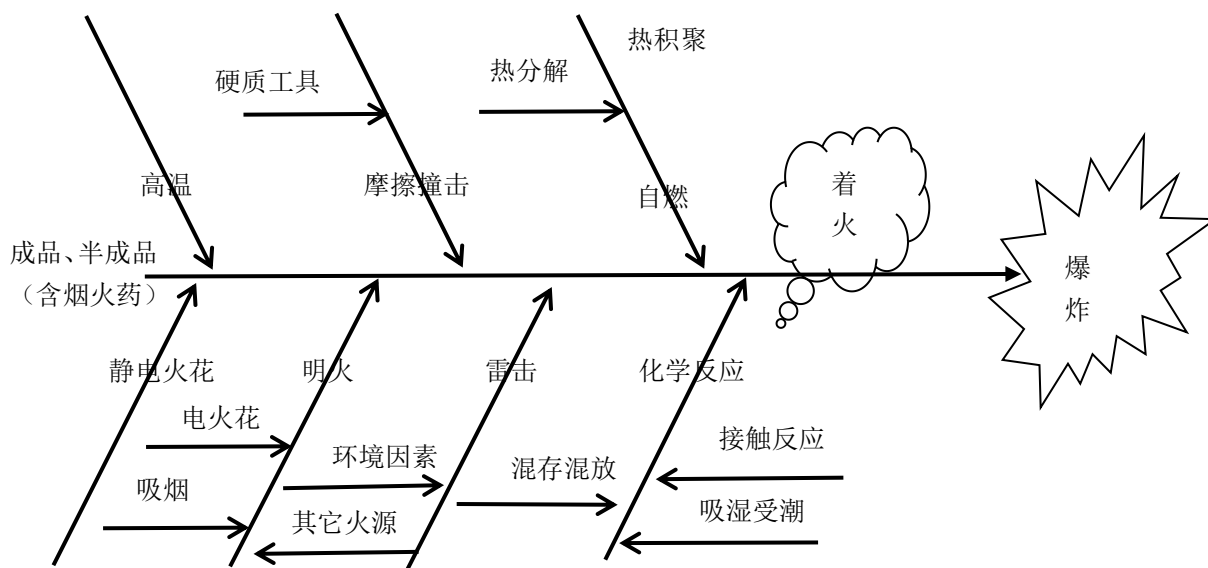 热积聚
热分解
硬质工具
高温
摩擦撞击
自燃
着
火
成品、半成品
（含烟火药）
爆
炸
静电火花
明火
雷击
化学反应
电火花
接触反应
环境因素
混存混放
吸烟
吸湿受潮
其它火源